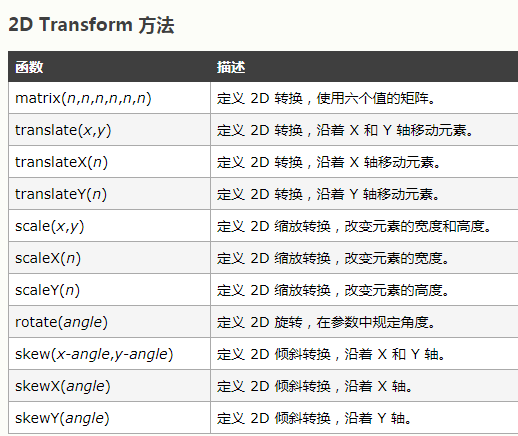 2D Transform 方法
函数 描述
matrix(n,n,n,n,n,n) 定义 2D 转换，使用六个值的矩阵。
translate(x,y) 定义 2D 转换，沿着 X 和 Y 轴移动元素。
translateX(n) 定义 2D 转换，沿着 X 轴移动元素。
translateY(n) 定义 2D 转换，沿着 Y 轴移动元素。
scale(x,y) 定义 2D 缩放转换，改变元素的宽度和高度。
scaleX(n) 定义 2D 缩放转换，改变元素的宽度。
scaleY(n) 定义 2D 缩放转换，改变元素的高度。
rotate(angle) 定义 2D 旋转，在参数中规定角度。
skew(x-angle,y-angle) 定义 2D 倾斜转换，沿着 X 和 Y 轴。
skewX(angle) 定义 2D 倾斜转换，沿着 X 轴。
skewY(angle) 定义 2D 倾斜转换，沿着 Y 轴。